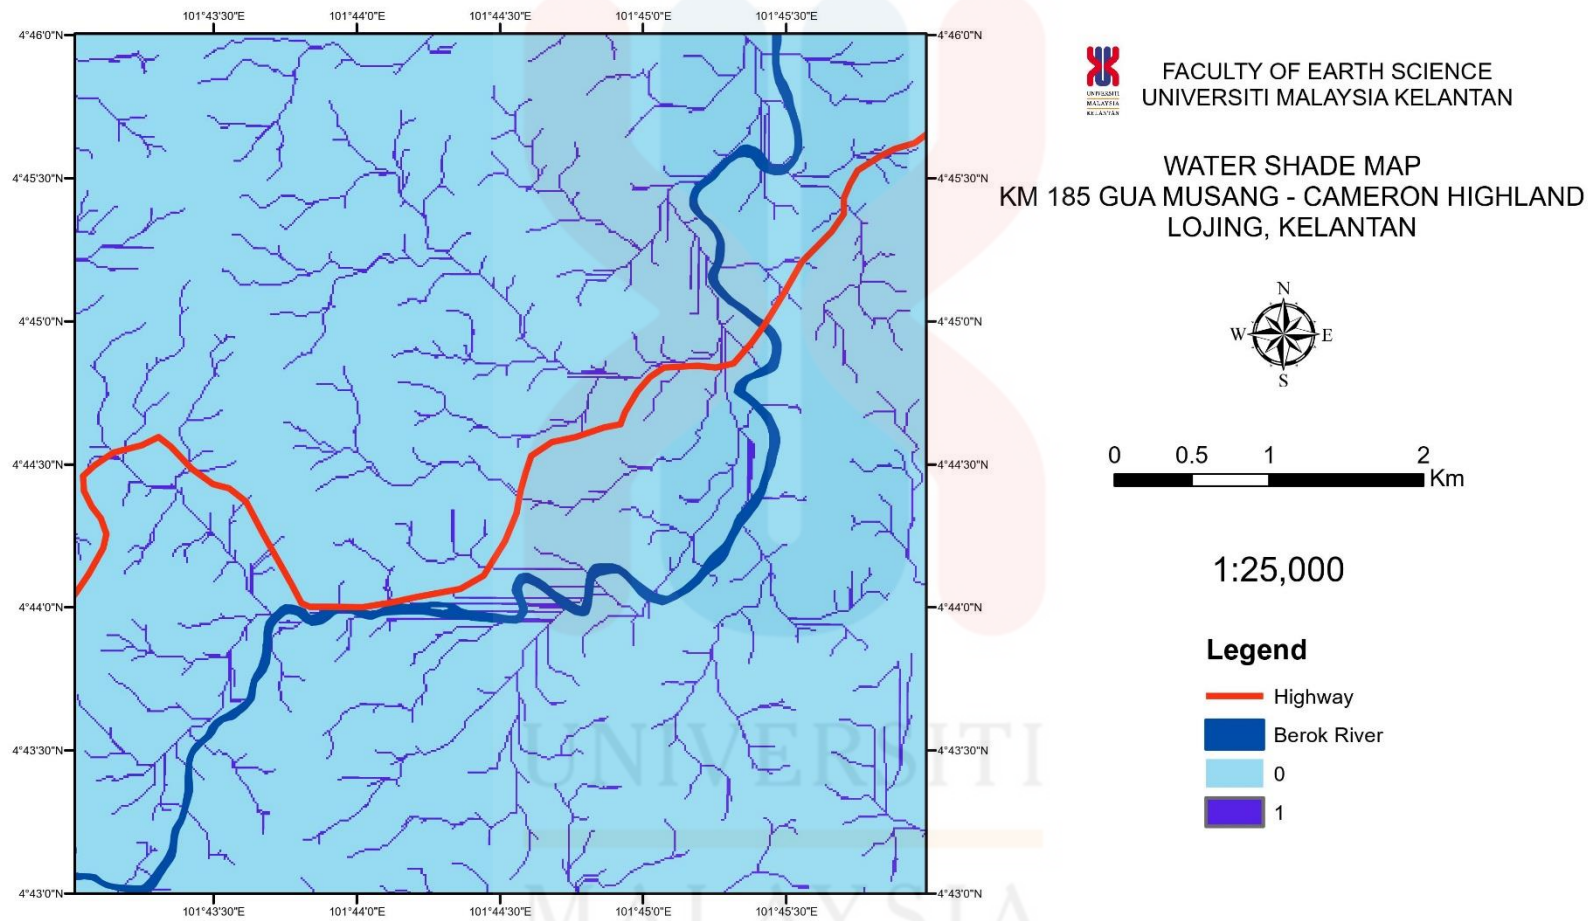 101°43'30"E 101°44'0"E 101°44'30"E 101°45'0"E 101°45'30"E
4°46'0"N 4°46'0"N
4°45'30"N 4°45'30"N
4°45'0"N 4°45'0"N
4°44'30"N 4°44'30"N
4°44'0"N 4°44'0"N
4°43'30"N 4°43'30"N
4°43'0"N 4°43'0"N
101°43'30"E 101°44'0"E 101°44'30"E 101°45'0"E 101°45'30"E
UNIVERSITI
MALAYSIA
UNIVERSITI
MALAYSIA
KELANTAN
FACULTY OF EARTH SCIENCE
UNIVERSITI MALAYSIA KELANTAN
WATER SHADE MAP
KM 185 GUA MUSANG - CAMERON HIGHLAND
LOJING, KELANTAN
N
W E
S
0 0.5 1 2
Km
1:25,000
Legend
Highway
Berok River
0
1